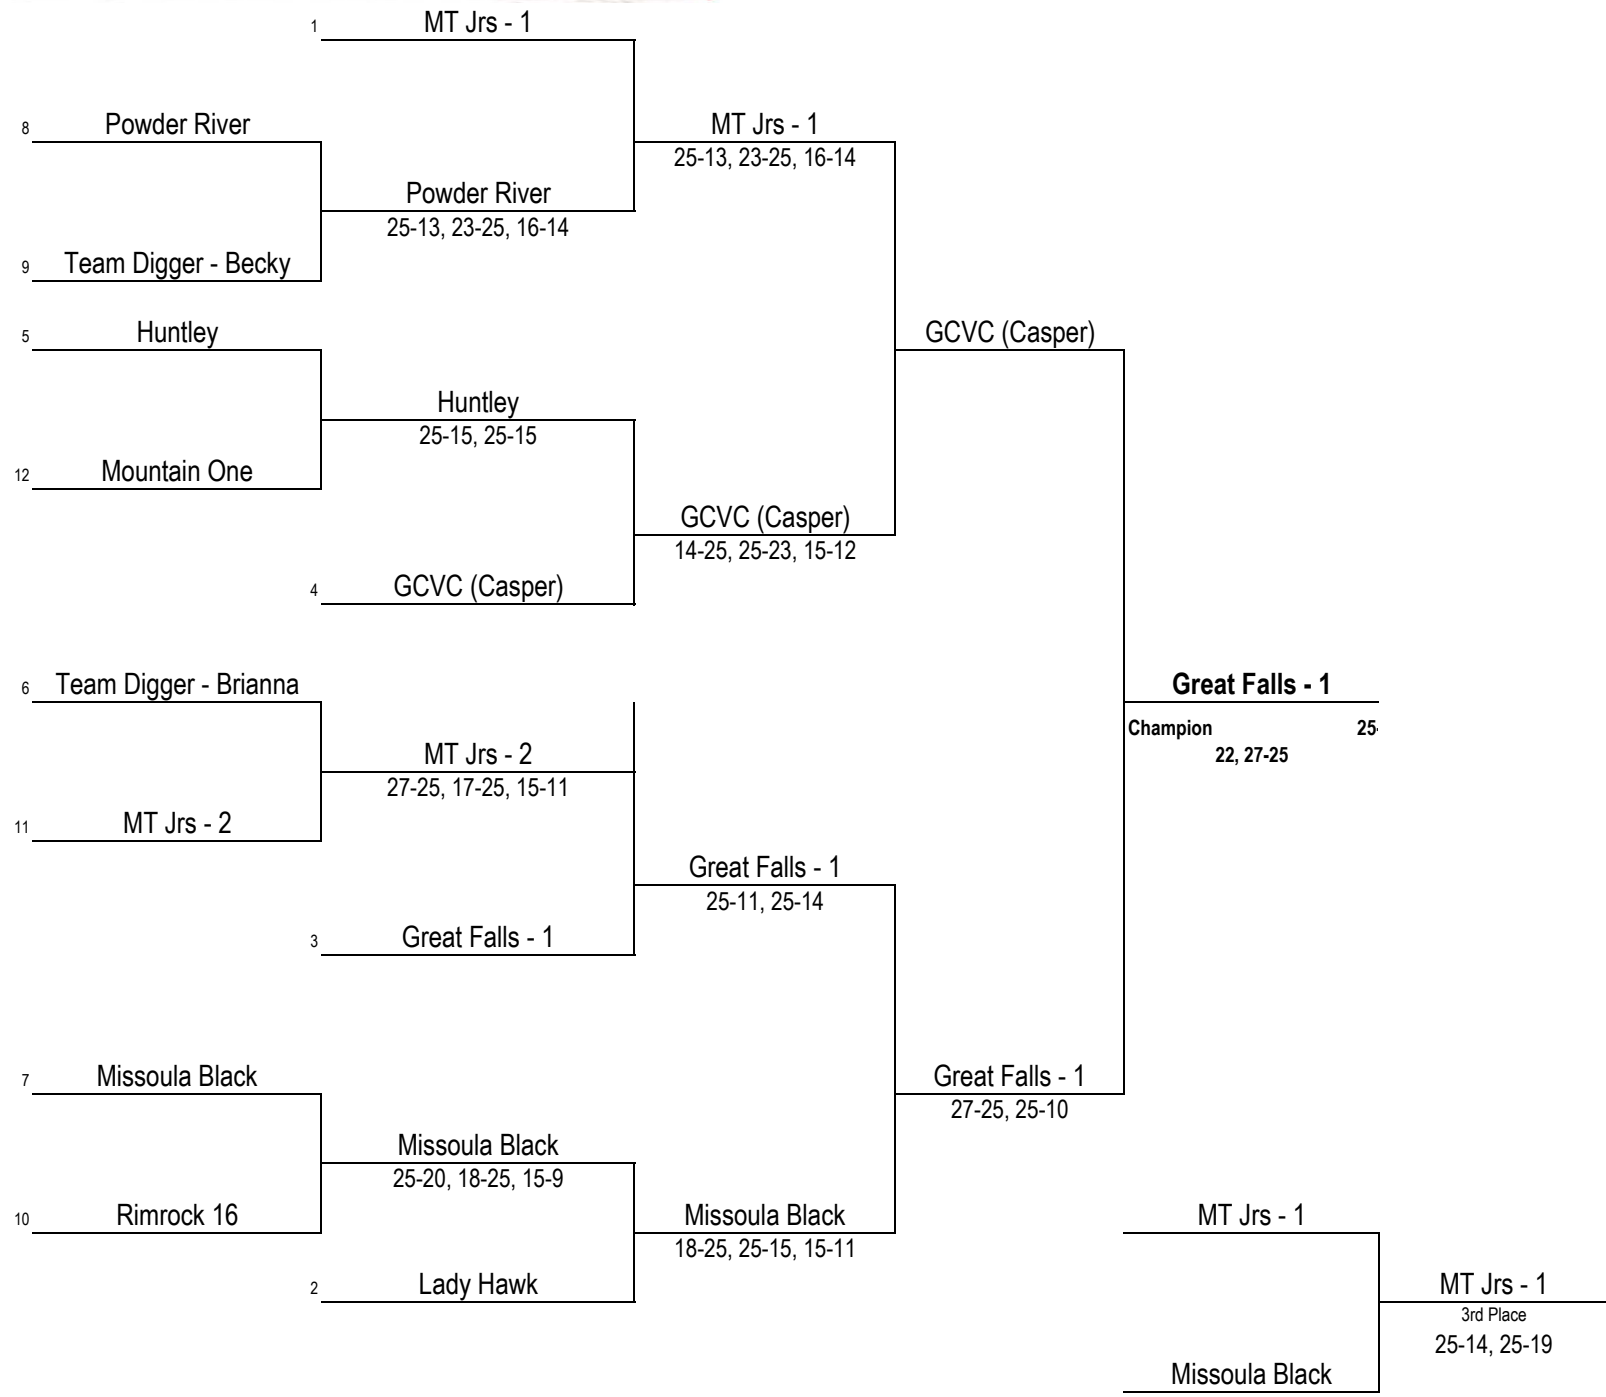 1 MT Jrs - 1
8 Powder River
MT Jrs - 1
25-13, 23-25, 16-14
Powder River
25-13, 23-25, 16-14
9 Team Digger - Becky
5 Huntley
GCVC (Casper)
Huntley
25-15, 25-15
12 Mountain One
GCVC (Casper)
14-25, 25-23, 15-12
4 GCVC (Casper)
6 Team Digger - Brianna
Great Falls - 1
Champion 25-
22, 27-25
MT Jrs - 2
27-25, 17-25, 15-11
11 MT Jrs - 2
Great Falls - 1
25-11, 25-14
3 Great Falls - 1
7 Missoula Black
Great Falls - 1
27-25, 25-10
Missoula Black
25-20, 18-25, 15-9
10 Rimrock 16
Missoula Black
18-25, 25-15, 15-11
MT Jrs - 1
2 Lady Hawk
MT Jrs - 1
3rd Place
25-14, 25-19
Missoula Black